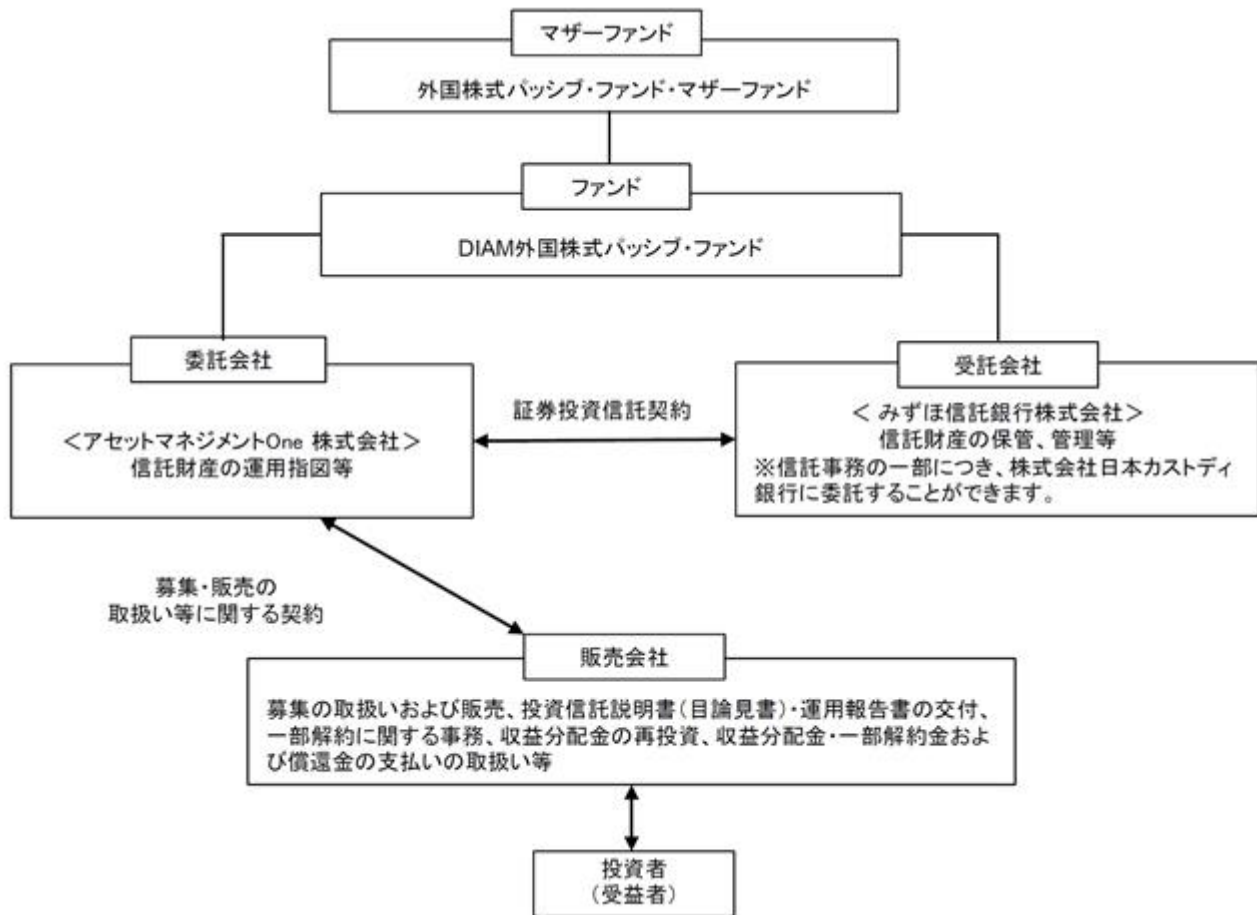 マザーファンド
外国株式パッシブ・ファンド・マザーファンド
ファンド
DIAM外国株式パッシブ・ファンド
委託会社
＜アセットマネジメントOne 株式会社＞
信託財産の運用指図等
証券投資信託契約
受託会社
＜ みずほ信託銀行株式会社＞
信託財産の保管、管理等
※信託事務の一部につき、株式会社日本カストディ
銀行に委託することができます。
募集・販売の
取扱い等に関する契約
販売会社
募集の取扱いおよび販売、投資信託説明書（目論見書）・運用報告書の交付、
一部解約に関する事務、収益分配金の再投資、収益分配金・一部解約金およ
び償還金の支払いの取扱い等
投資者
（受益者）